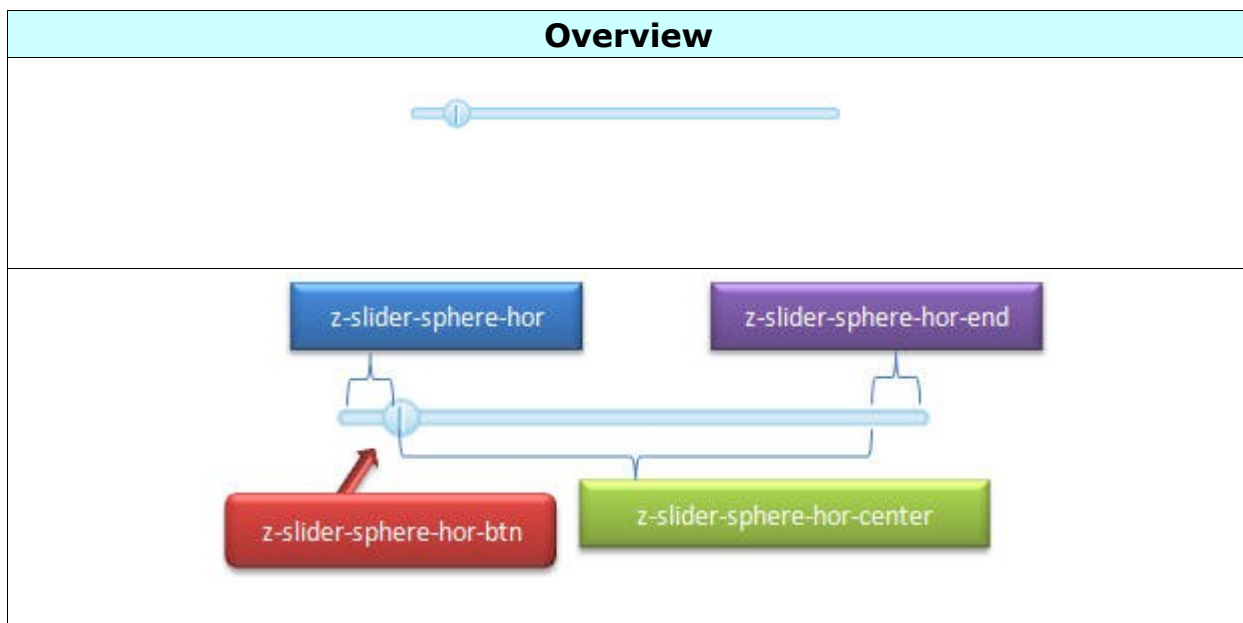 Overview
z-slider-sphere-hor
z-slider-sphere-hor-end
z-slider-sphere-hor-btn
z-slider-sphere-hor-center